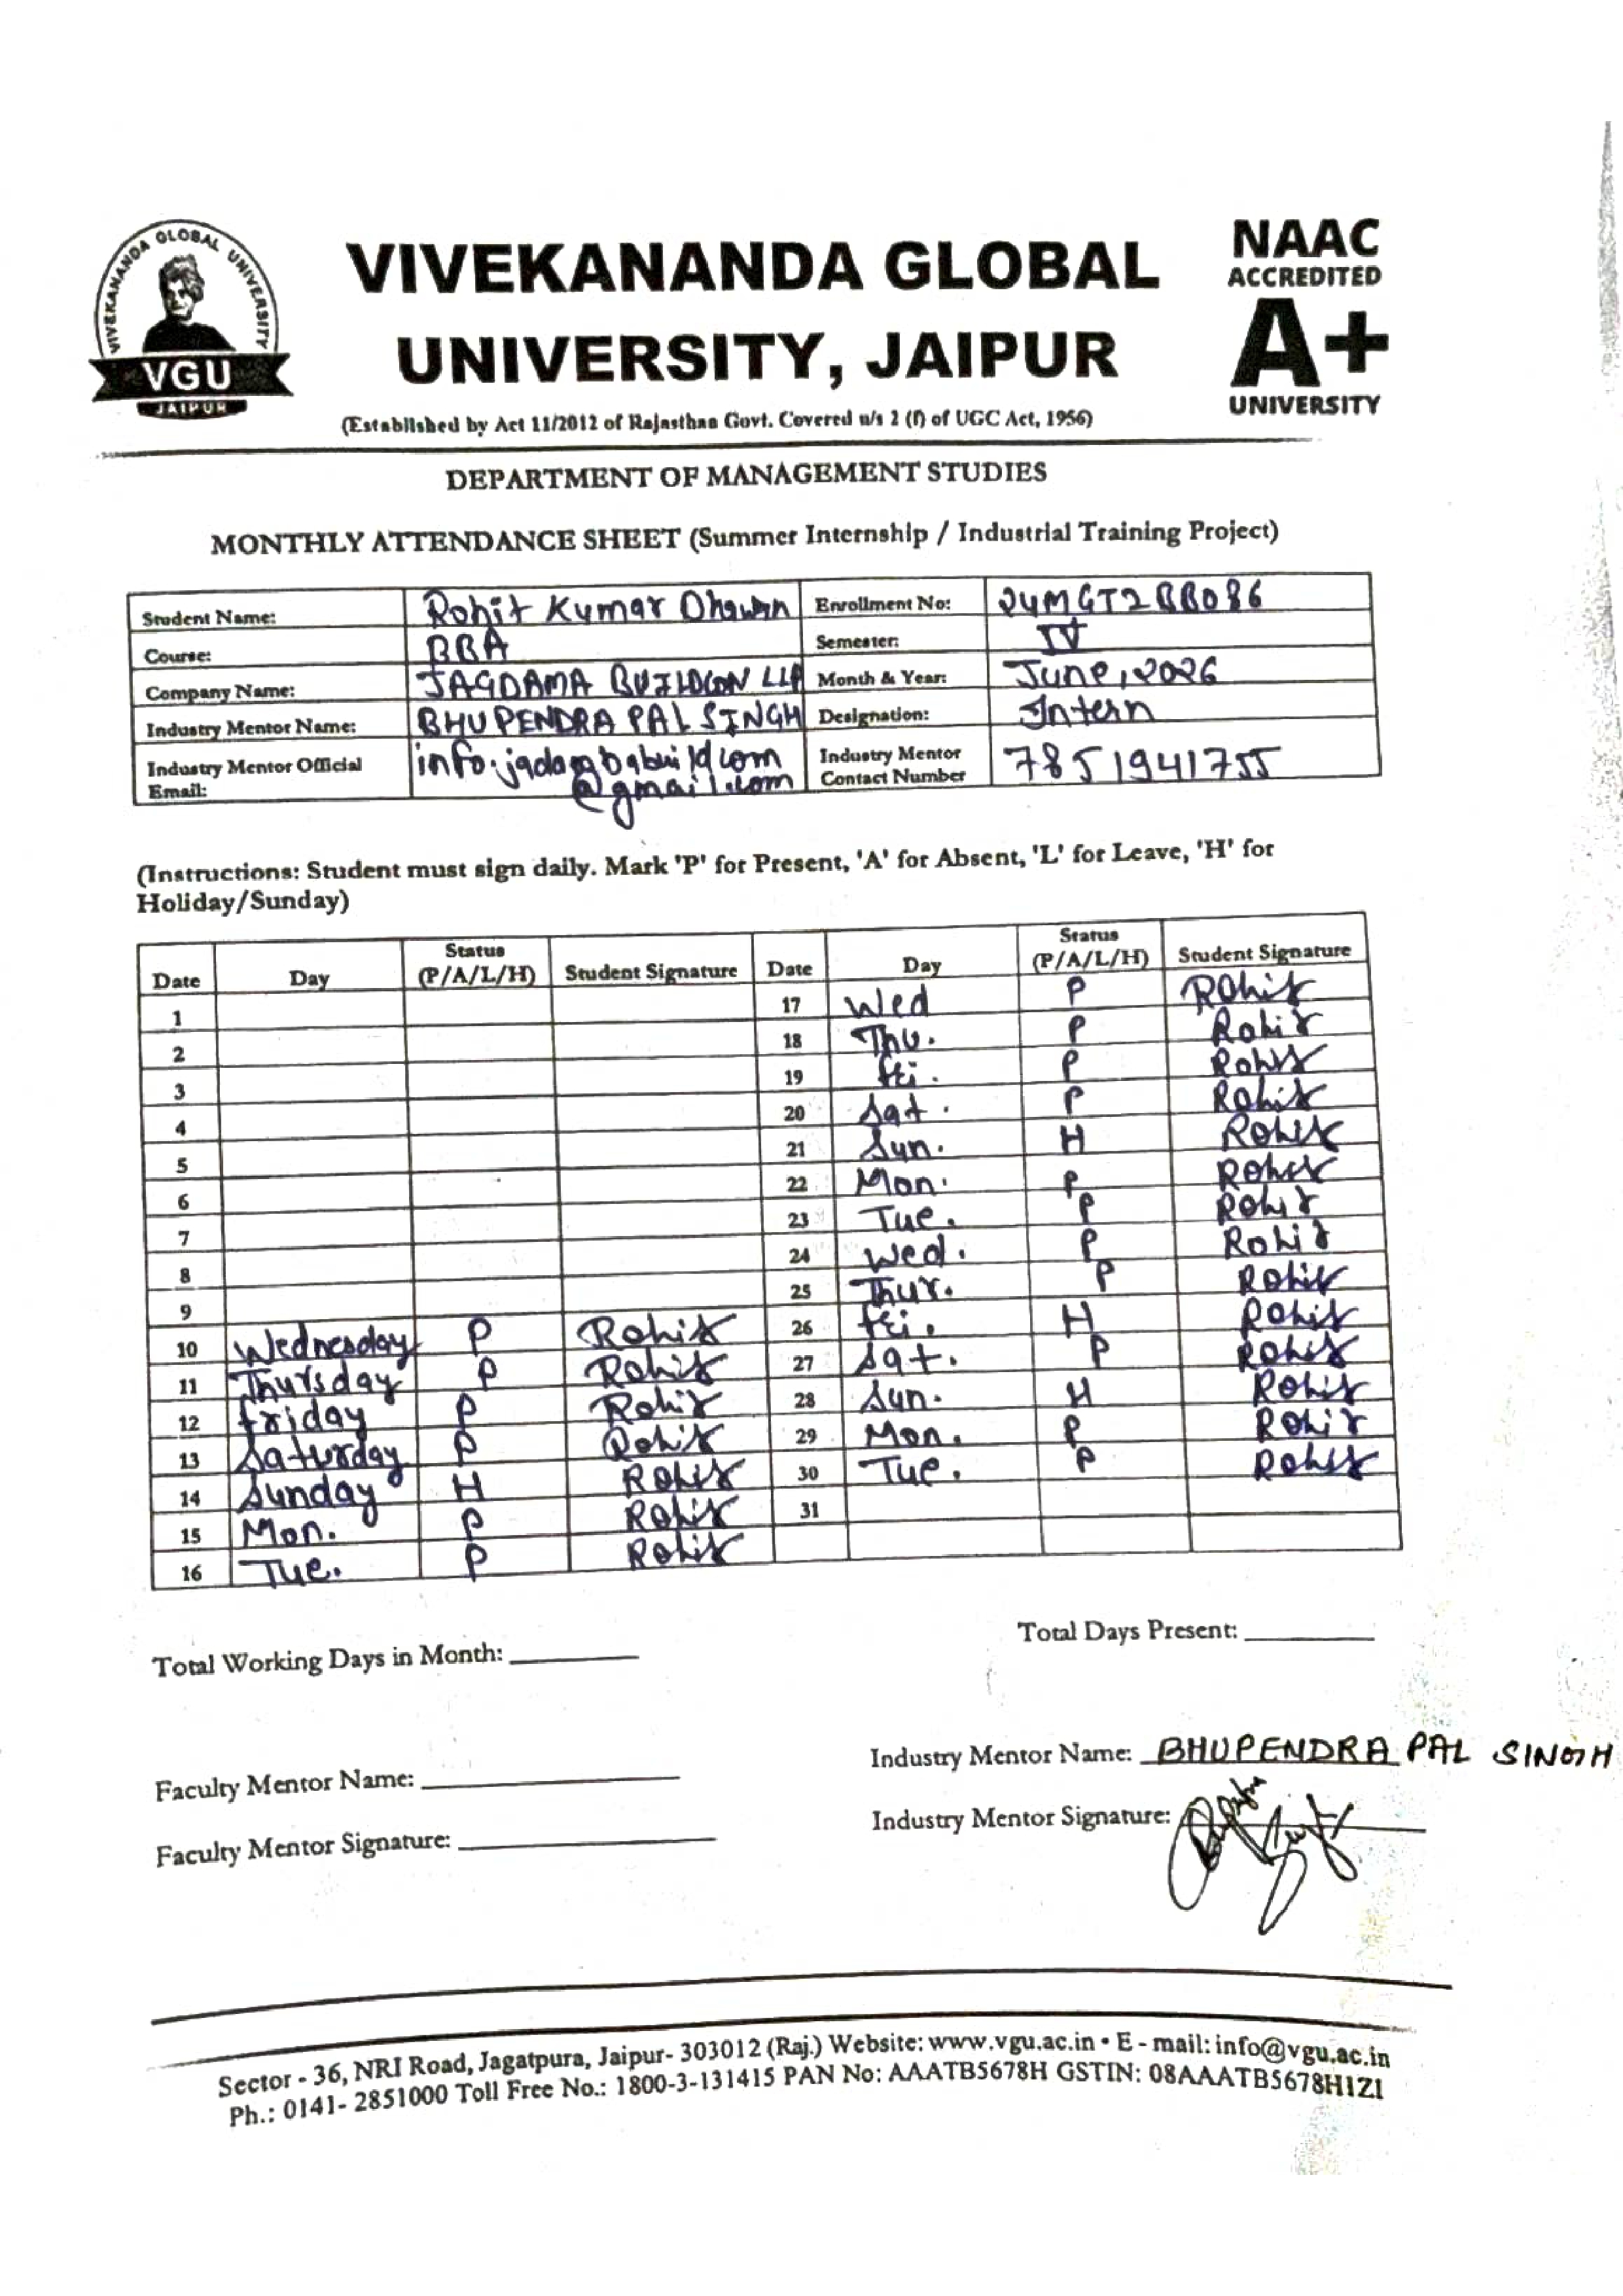 VIVEKANANDA GLOBAL UNIVERSITY
VGU
JAIPUR
VIVEKANANDA GLOBAL
UNIVERSITY, JAIPUR
(Established by Act 11/2012 of Rajasthan Govt. Covered u/s 2 (f) of UGC Act, 1956)
NAAC
ACCREDITED
A+
UNIVERSITY
DEPARTMENT OF MANAGEMENT STUDIES
MONTHLY ATTENDANCE SHEET (Summer Internship / Industrial Training Project)
Student Name: Rohit Kumar Dhawan Enrollment No: 24MGT2BB086
Course: BBA Semester: IV
Company Name: JAGDAMA BUILDCON LLP Month & Year: June, 2026
Industry Mentor Name: BHUPENDRA PAL SINGH Designation: Intern
Industry Mentor Official Email: Industry Mentor Contact Number 7851941755
@gmail.com
(Instructions: Student must sign daily. Mark 'P' for Present, 'A' for Absent, 'L' for Leave, 'H' for
Holiday/Sunday)
Date Day Status (P/A/L/H) Student Signature Date Day Status (P/A/L/H) Student Signature
1 17 Wed P Rohit
2 18 Thu. P Rohit
3 19 fri. P Rohit
4 20 Sat. P Rohit
5 21 Sun. H Rohit
6 22 Mon. P Rohit
7 23 Tue. P Rohit
8 24 Wed. P Rohit
9 25 Thur. P Rohit
10 Wednesday P Rohit 26 fri. H Rohit
11 Thursday P Rohit 27 Sat. P Rohit
12 friday P Rohit 28 Sun. H Rohit
13 Saturday P Rohit 29 Mon. P Rohit
14 Sunday H Rohit 30 Tue. P Rohit
15 Mon. P Rohit 31
16 Tue. P Rohit
Total Working Days in Month: Total Days Present:
Faculty Mentor Name: Industry Mentor Name: BHUPENDRA PAL SINGH
Faculty Mentor Signature: Industry Mentor Signature:
Sector - 36, NRI Road, Jagatpura, Jaipur- 303012 (Raj.) Website: www.vgu.ac.in • E - mail: info@vgu.ac.in
Ph.: 0141- 2851000 Toll Free No.: 1800-3-131415 PAN No: AAATB5678H GSTIN: 08AAATB5678H1Z1